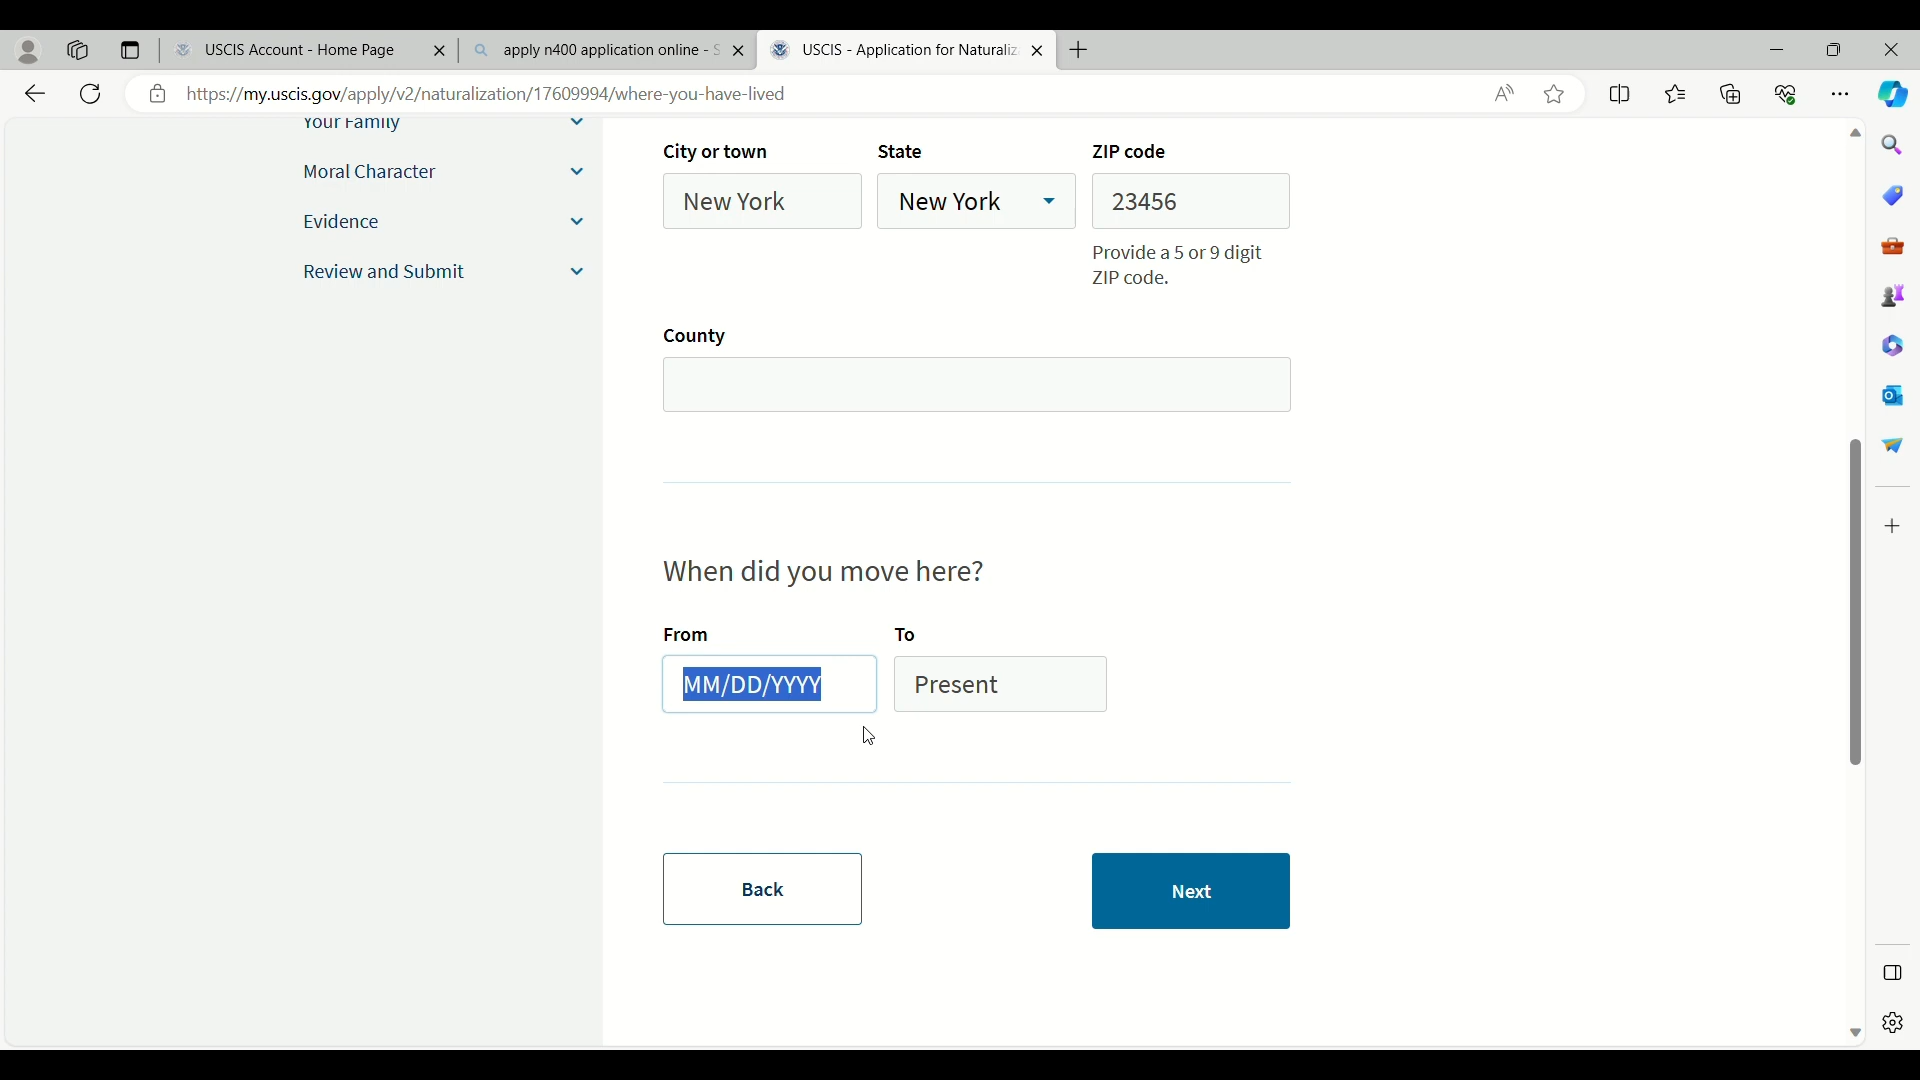 USCIS Account - Home Page
apply n400 application online - S
USCIS - Application for Naturaliz
https://my.uscis.gov/apply/v2/naturalization/17609994/where-you-have-lived
Your Family
Moral Character
Evidence
Review and Submit
City or town State ZIP code
New York New York 23456
Provide a 5 or 9 digit
ZIP code.
County
When did you move here?
From To
MM/DD/YYYY Present
Back Next